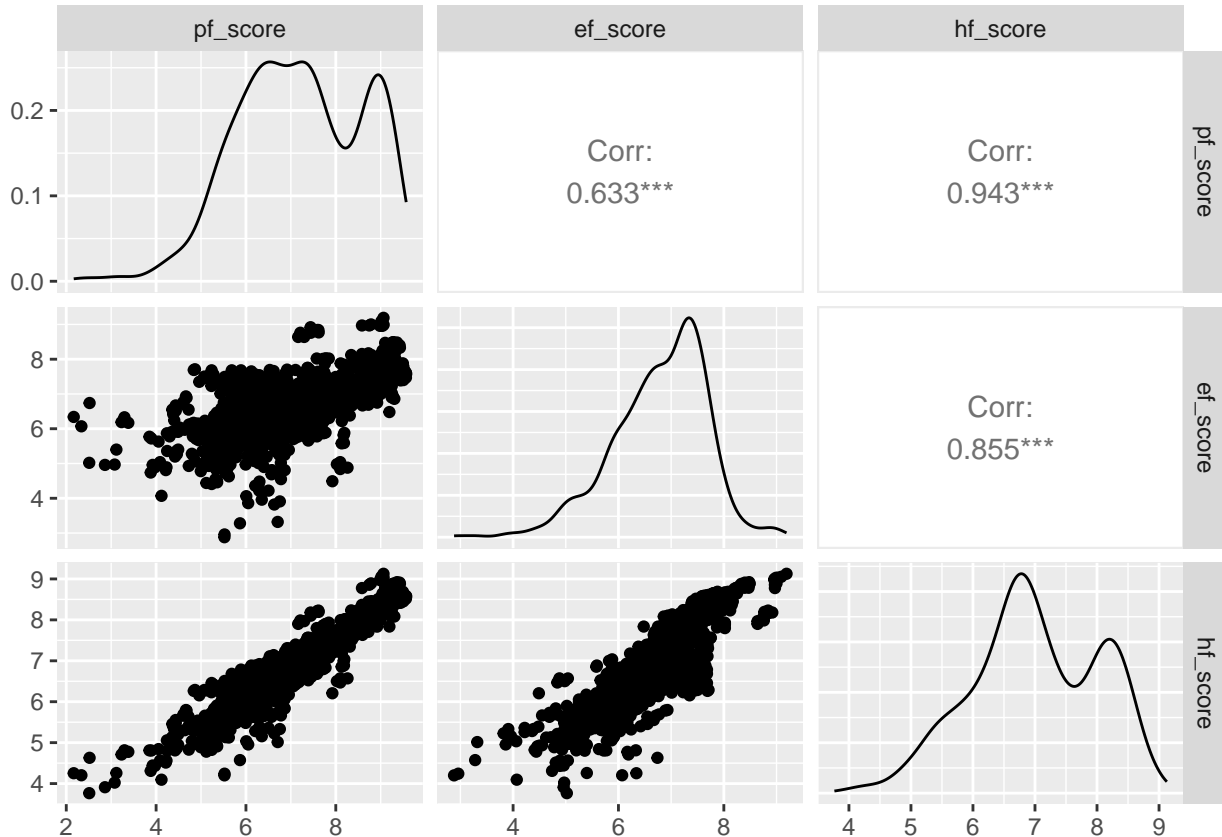 pf_score ef_score hf_score
0.2
0.1
0.0
Corr:
0.633***
Corr:
0.943***
pf_score
8
6
4
Corr:
0.855***
ef_score
9
8
7
6
5
4
hf_score
2 4 6 8 4 6 8 4 5 6 7 8 9